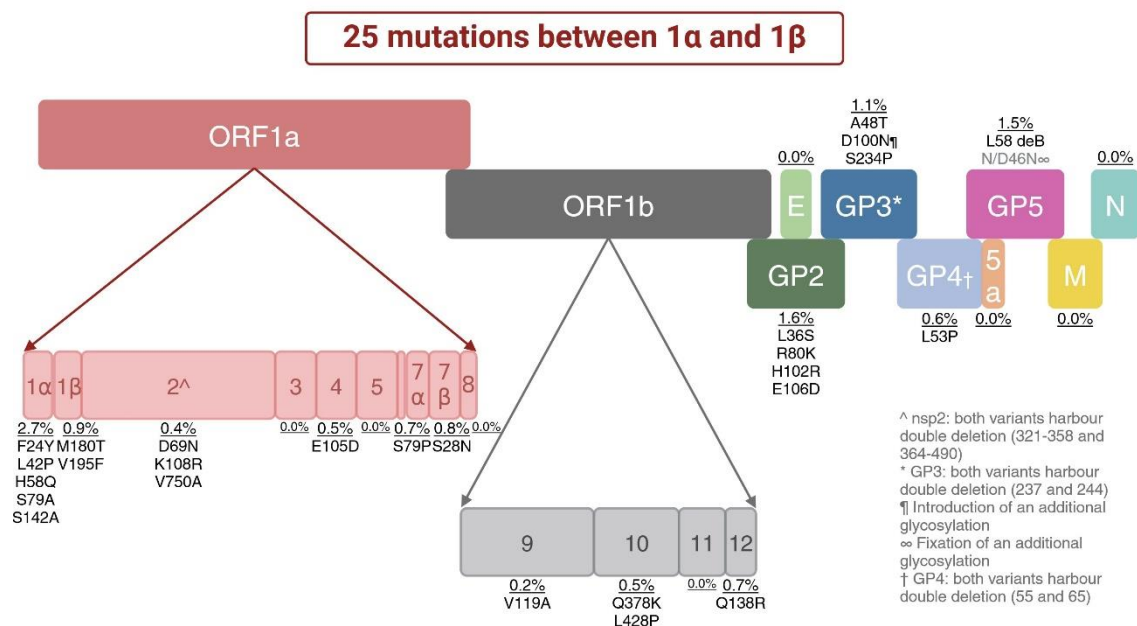 25 mutations between 1α and 1β
ORF1a
ORF1b
E
GP2
GP3*
GP4†
5
a
GP5
M
N
0.0%
1.6%
L36S
R80K
H102R
E106D
1.1%
A48T
D100N¶
S234P
0.6%
L53P
0.0%
1.5%
L58 deB
N/D46N∞
0.0%
0.0%
1α
1β
2^
3
4
5
7
α
7
β
8
2.7%
F24Y
L42P
H58Q
S79A
S142A
0.9%
M180T
V195F
0.4%
D69N
K108R
V750A
0.0%
0.5%
E105D
0.0%
0.7%
S79P
0.8%
S28N
0.0%
9
10
11
12
0.2%
V119A
0.5%
Q378K
L428P
0.0%
0.7%
Q138R
^ nsp2: both variants harbour
double deletion (321-358 and
364-490)
* GP3: both variants harbour
double deletion (237 and 244)
¶ Introduction of an additional
glycosylation
∞ Fixation of an additional
glycosylation
† GP4: both variants harbour
double deletion (55 and 65)